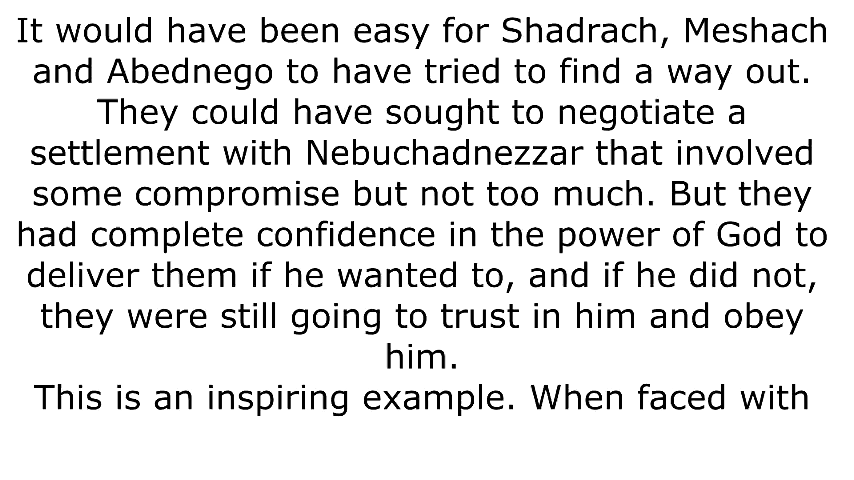 It would have been easy for Shadrach, Meshach
and Abednego to have tried to find a way out.
They could have sought to negotiate a
settlement with Nebuchadnezzar that involved
some compromise but not too much. But they
had complete confidence in the power of God to
deliver them if he wanted to, and if he did not,
they were still going to trust in him and obey
him.
This is an inspiring example. When faced with